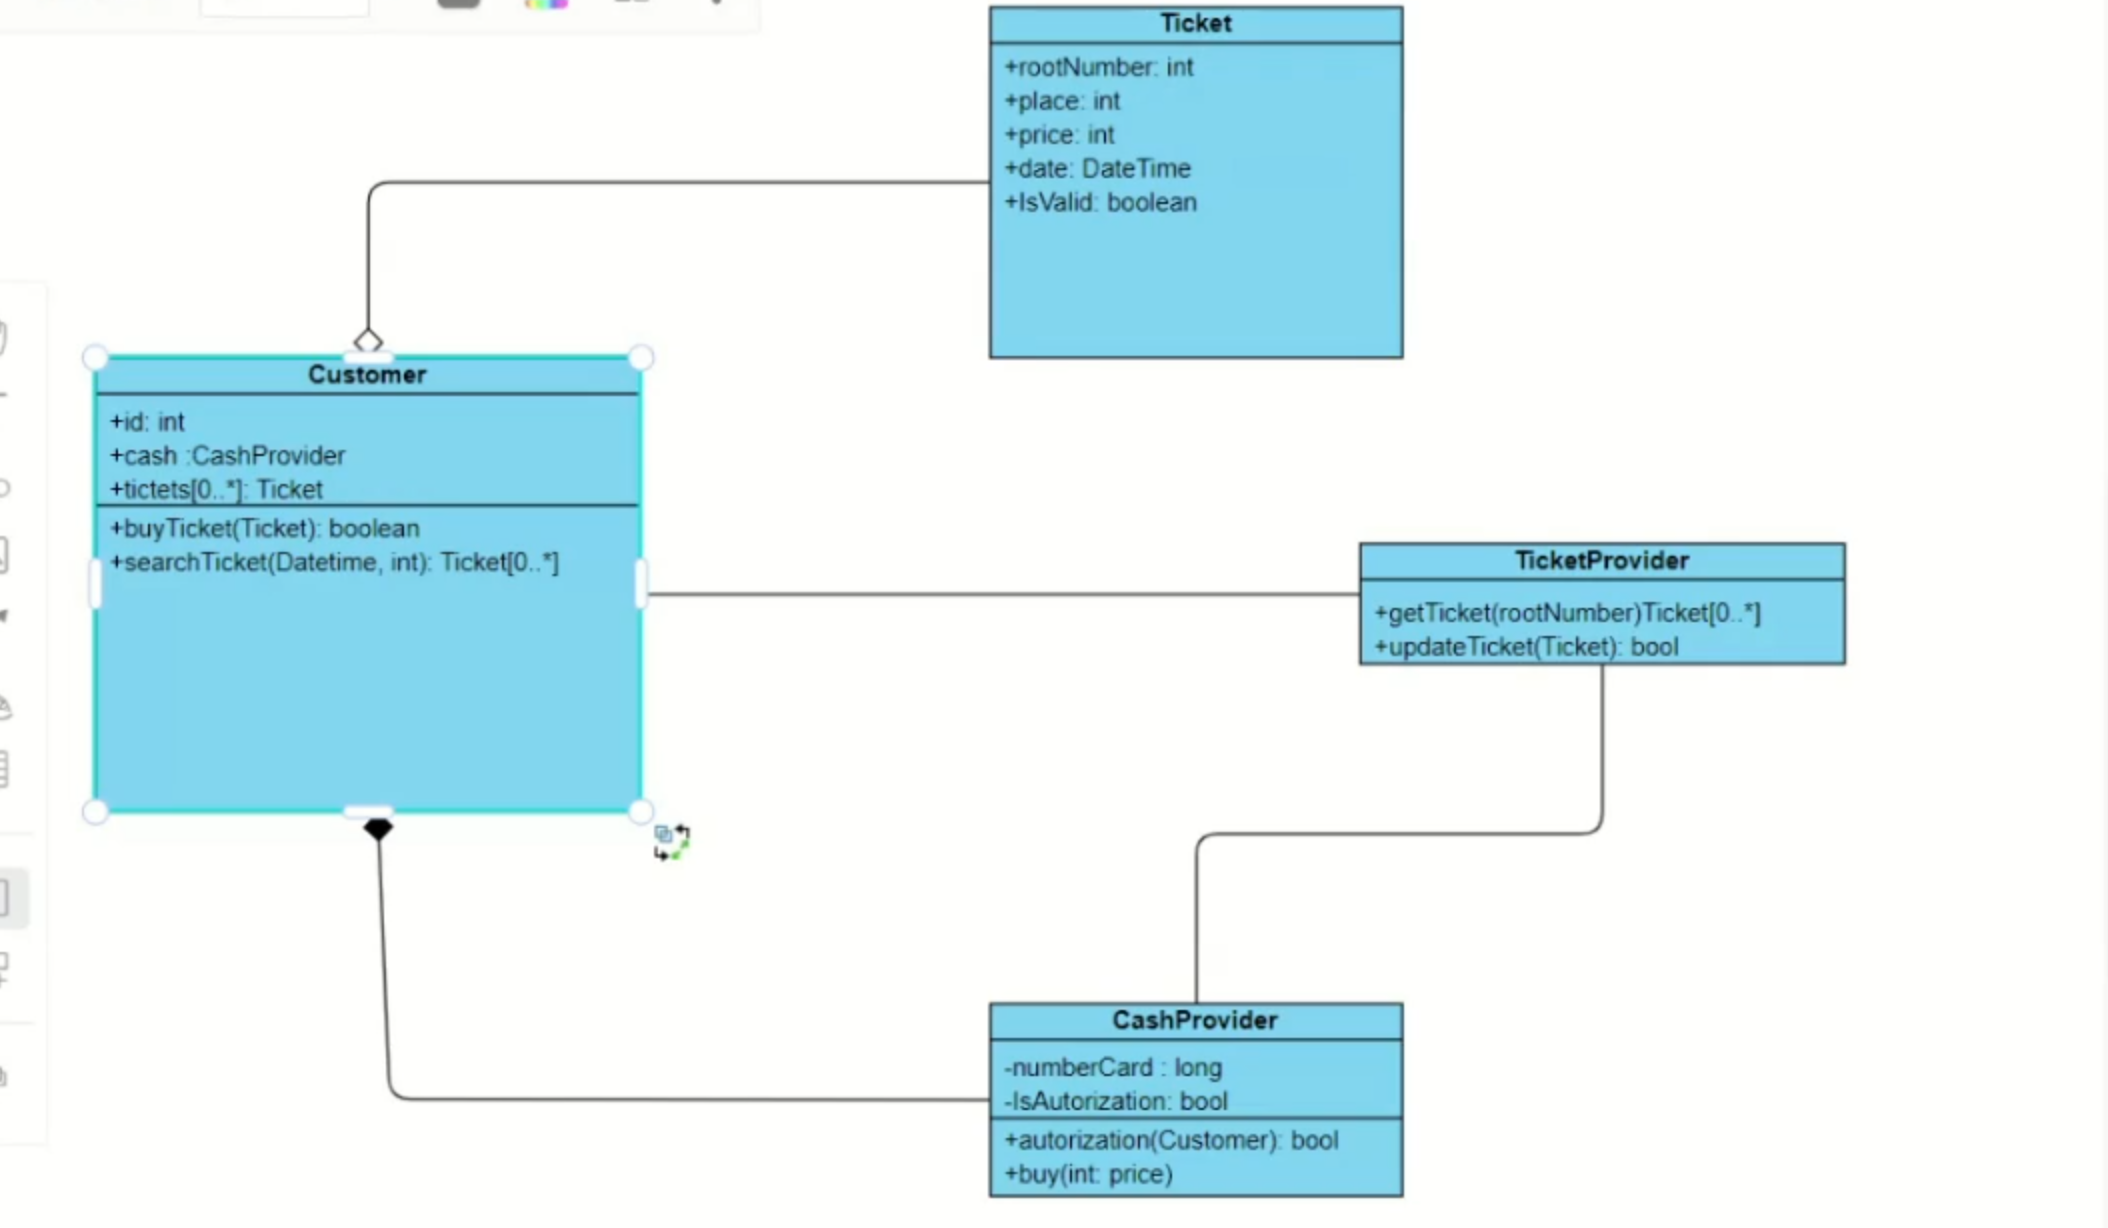 Ticket
+rootNumber: int
+place: int
+price: int
+date: DateTime
+IsValid: boolean
Customer
+id: int
+cash :CashProvider
+tictets[0..*]: Ticket
+buyTicket(Ticket): boolean
+searchTicket(Datetime, int): Ticket[0..*]
TicketProvider
+getTicket(rootNumber)Ticket[0..*]
+updateTicket(Ticket): bool
CashProvider
-numberCard : long
-IsAutorization: bool
+autorization(Customer): bool
+buy(int: price)